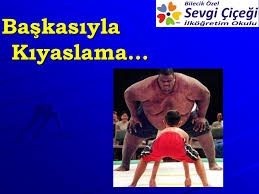 Başkasıyla
Kıyaslama...
Bilecik Özel
Sevgi Çiçeği
İlköğretim Okulu